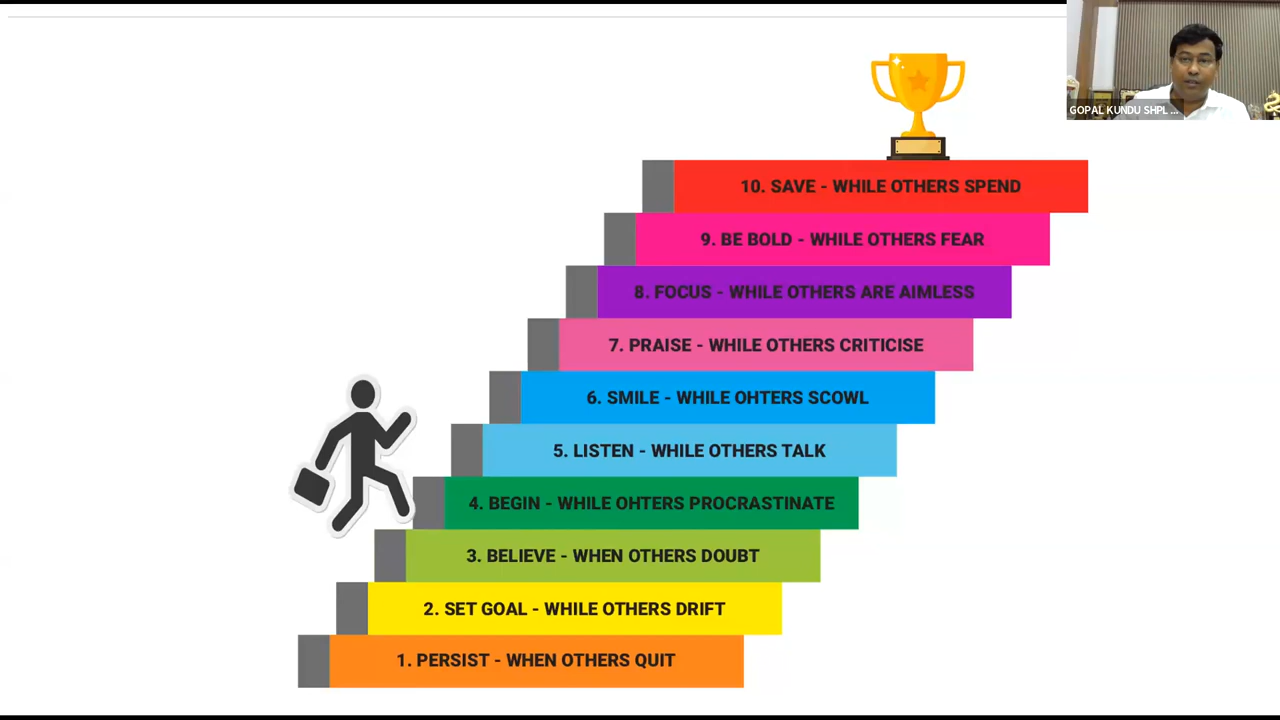 GOPAL KUNDU SHPL ...
10. SAVE - WHILE OTHERS SPEND
9. BE BOLD - WHILE OTHERS FEAR
8. FOCUS - WHILE OTHERS ARE AIMLESS
7. PRAISE - WHILE OTHERS CRITICISE
6. SMILE - WHILE OHTERS SCOWL
5. LISTEN - WHILE OTHERS TALK
4. BEGIN - WHILE OHTERS PROCRASTINATE
3. BELIEVE - WHEN OTHERS DOUBT
2. SET GOAL - WHILE OTHERS DRIFT
1. PERSIST - WHEN OTHERS QUIT